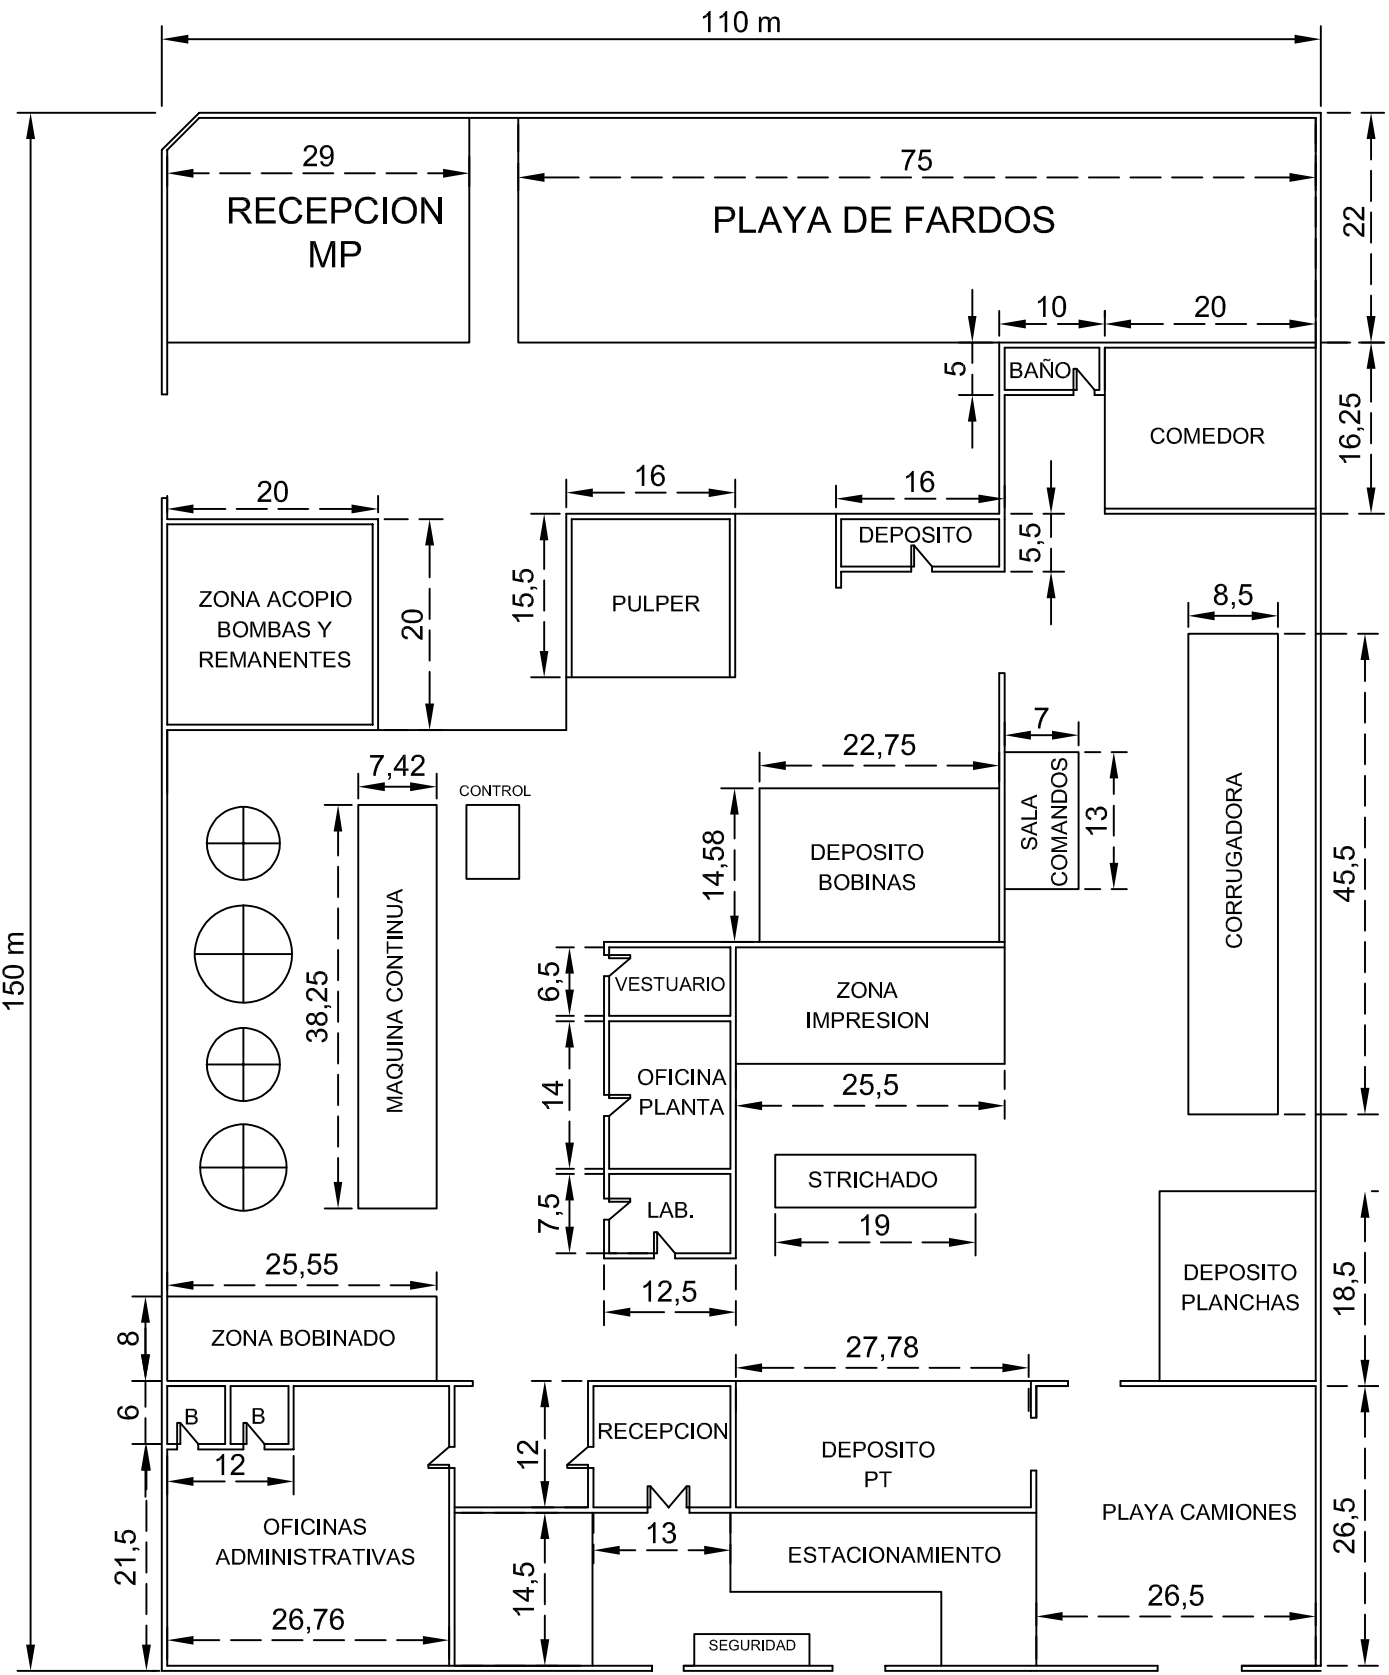 110 m
29
75
RECEPCION
MP
PLAYA DE FARDOS
22
10
20
5
BAÑO
COMEDOR
16,25
20
16
16
DEPOSITO
5,5
ZONA ACOPIO
BOMBAS Y
REMANENTES
20
15,5
PULPER
8,5
7
7,42
CONTROL
22,75
SALA
COMANDOS
13
14,58
DEPOSITO
BOBINAS
CORRUGADORA
45,5
150 m
MAQUINA CONTINUA
38,25
6,5
VESTUARIO
ZONA
IMPRESION
14
OFICINA
PLANTA
25,5
STRICHADO
19
7,5
LAB.
12,5
25,55
DEPOSITO
PLANCHAS
18,5
8
ZONA BOBINADO
27,78
6
B
B
12
12
RECEPCION
DEPOSITO
PT
PLAYA CAMIONES
26,5
21,5
OFICINAS
ADMINISTRATIVAS
13
ESTACIONAMIENTO
14,5
26,76
26,5
SEGURIDAD